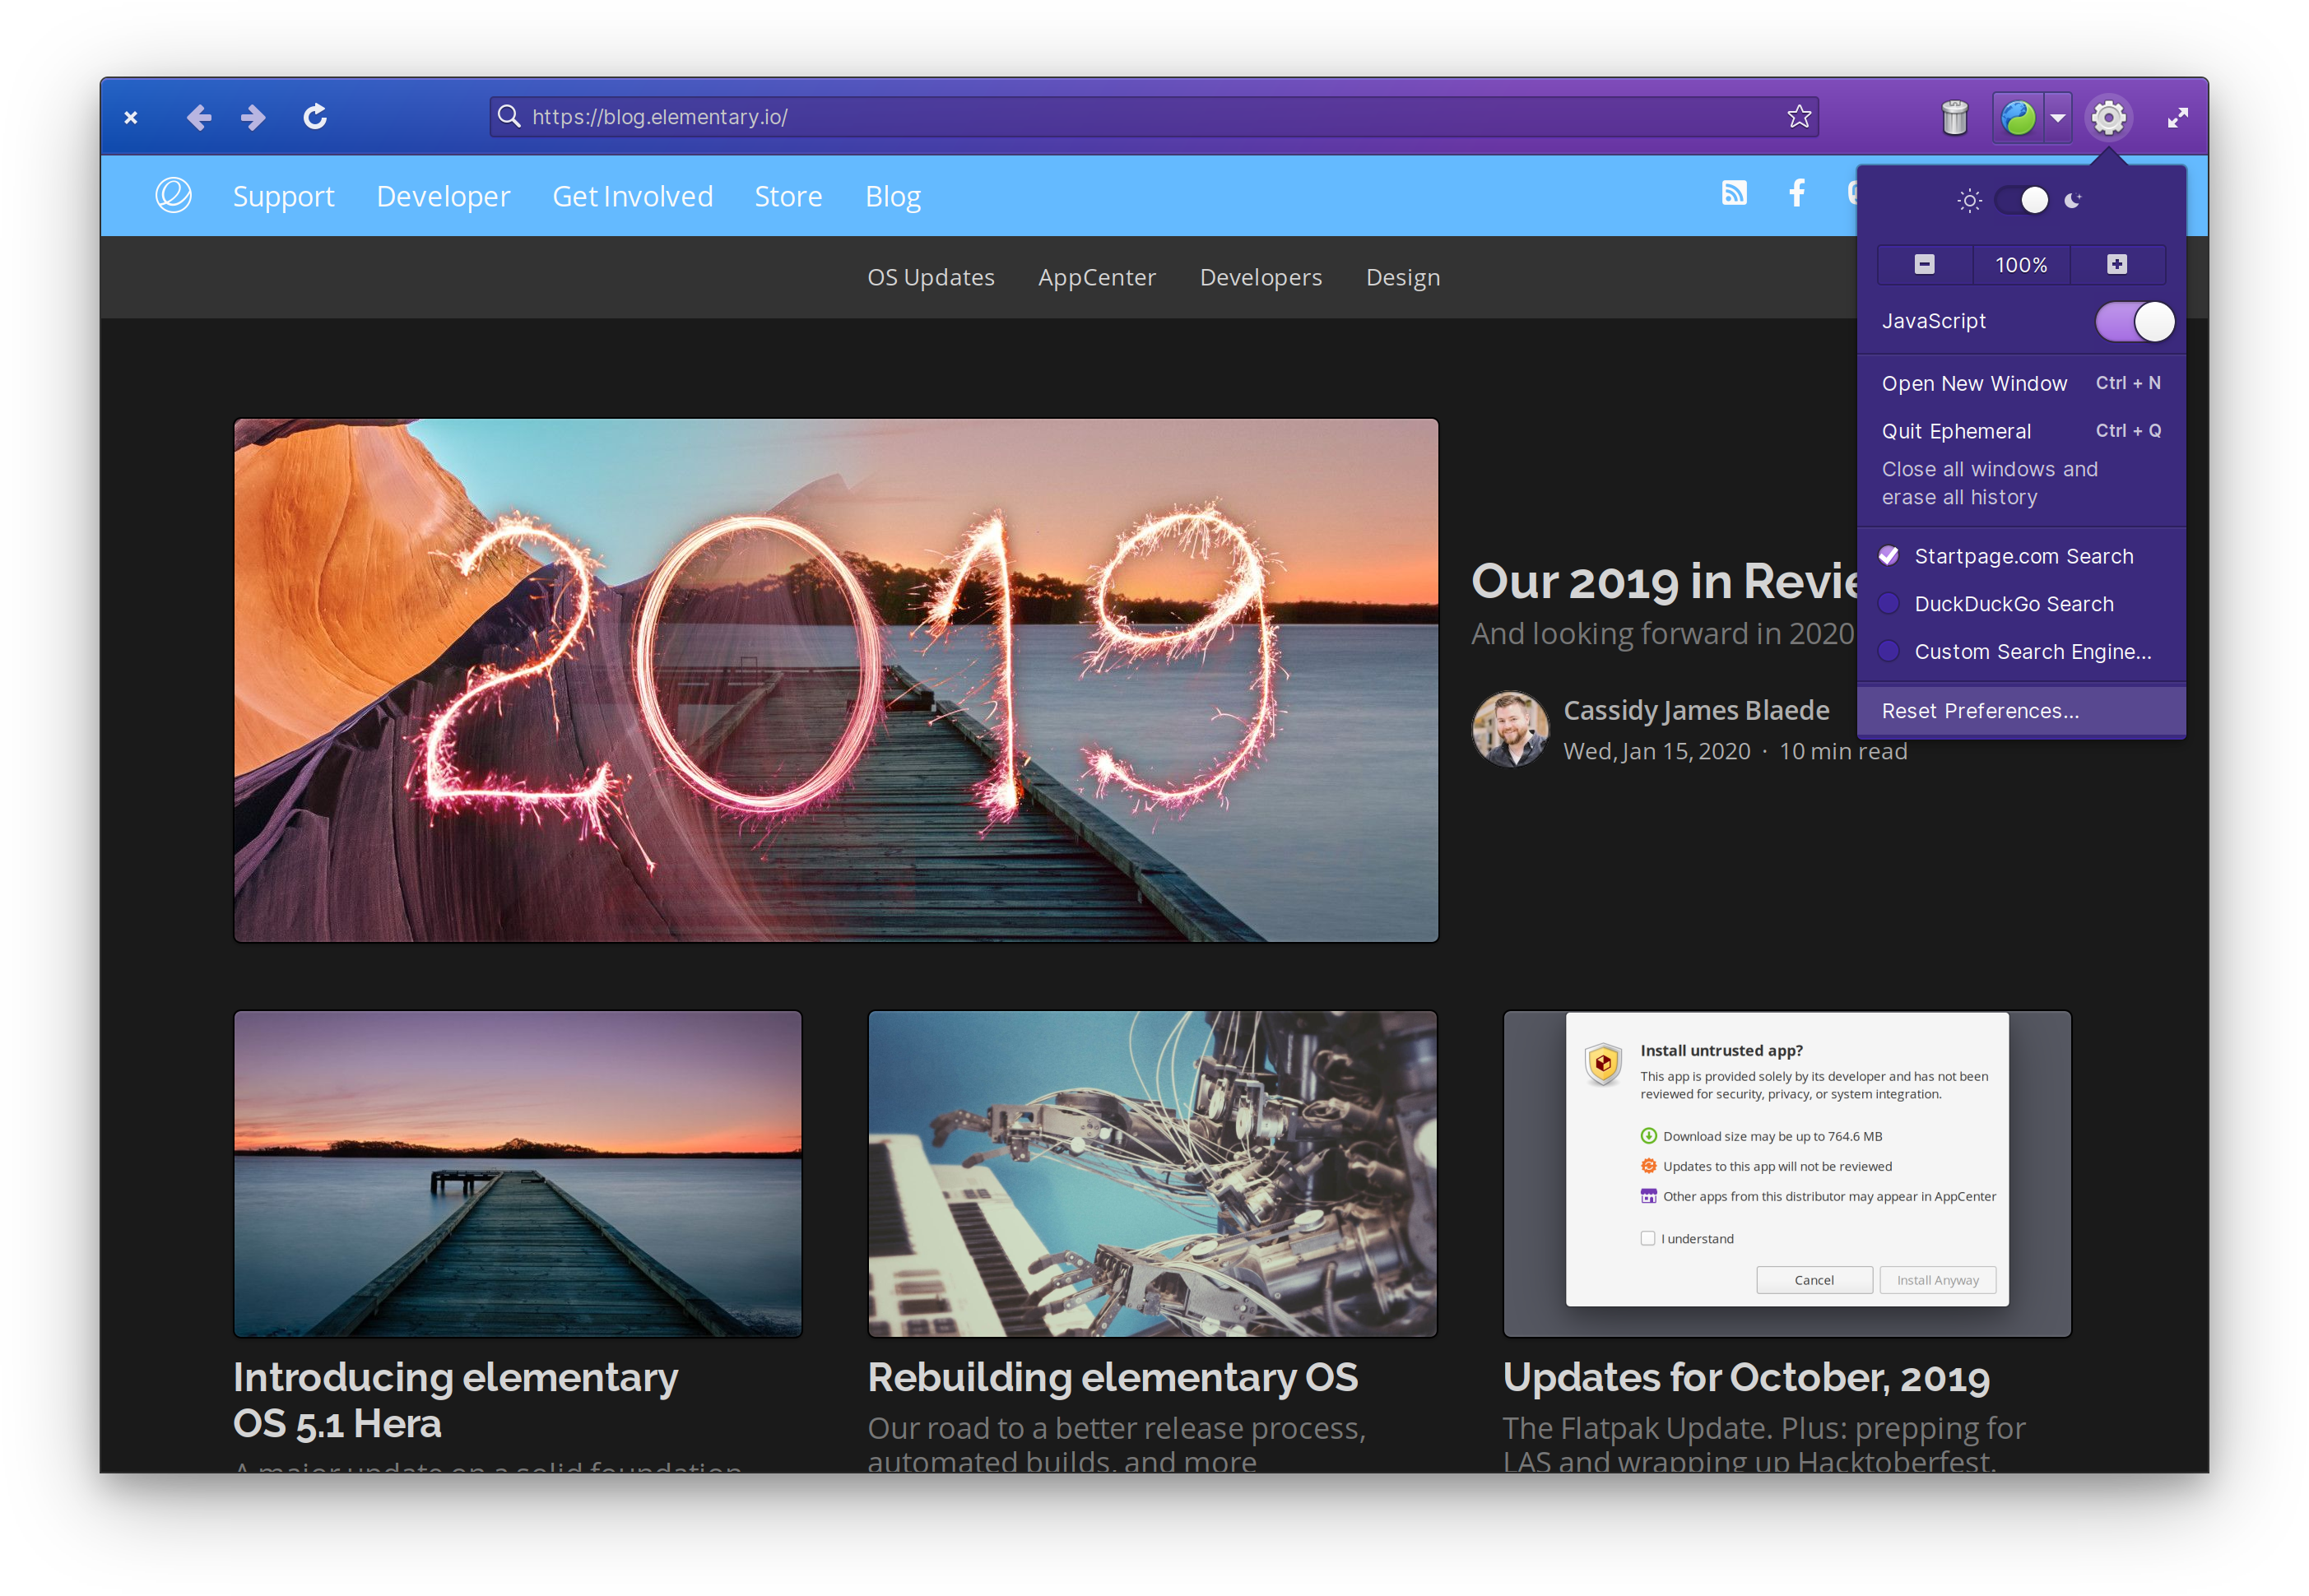 https://blog.elementary.io/
Support Developer Get Involved Store Blog
OS Updates AppCenter Developers Design
100%
JavaScript
Open New Window Ctrl + N
Quit Ephemeral Ctrl + Q
Close all windows and
erase all history
Startpage.com Search
DuckDuckGo Search
Custom Search Engine...
Reset Preferences...
2019
Our 2019 in Revie
And looking forward in 2020
Cassidy James Blaede
Wed, Jan 15, 2020 · 10 min read
Introducing elementary
OS 5.1 Hera
A major update on a solid foundation
Rebuilding elementary OS
Our road to a better release process,
automated builds, and more
Install untrusted app?
This app is provided solely by its developer and has not been
reviewed for security, privacy, or system integration.
Download size may be up to 764.6 MB
Updates to this app will not be reviewed
Other apps from this distributor may appear in AppCenter
I understand
Cancel Install Anyway
Updates for October, 2019
The Flatpak Update. Plus: prepping for
LAS and wrapping up Hacktoberfest.